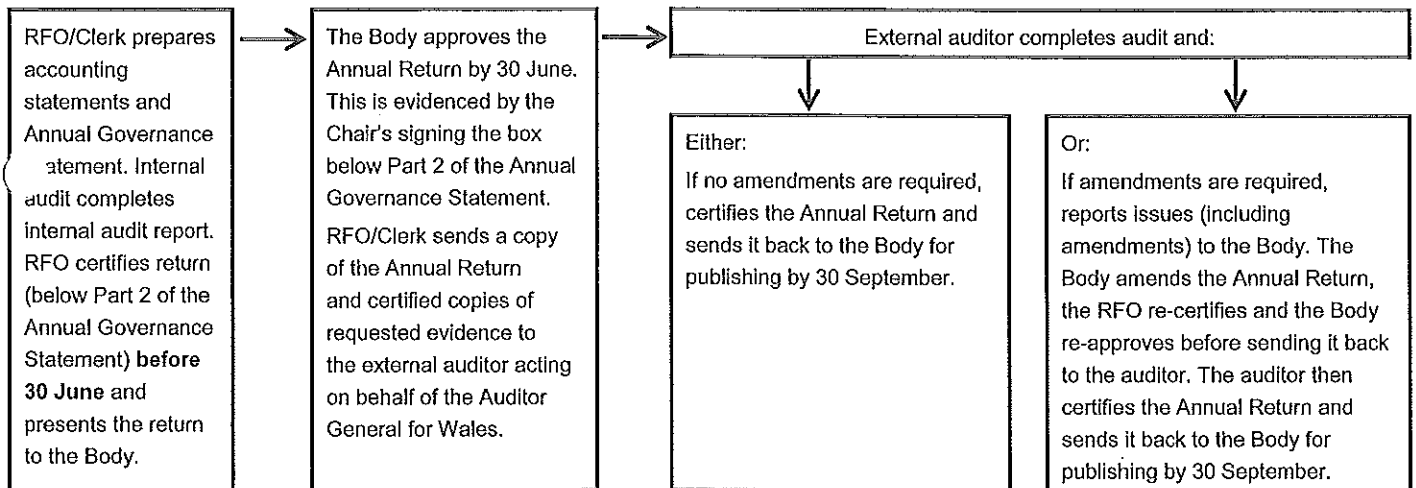 RFO/Clerk prepares
accounting
statements and
Annual Governance
atement. Internal
audit completes
internal audit report.
RFO certifies return
(below Part 2 of the
Annual Governance
Statement) before
30 June and
presents the return
to the Body.
The Body approves the
Annual Return by 30 June.
This is evidenced by the
Chair's signing the box
below Part 2 of the Annual
Governance Statement.
RFO/Clerk sends a copy
of the Annual Return
and certified copies of
requested evidence to
the external auditor acting
on behalf of the Auditor
General for Wales.
External auditor completes audit and:
Either:
If no amendments are required,
certifies the Annual Return and
sends it back to the Body for
publishing by 30 September.
Or:
If amendments are required,
reports issues (including
amendments) to the Body. The
Body amends the Annual Return,
the RFO re-certifies and the Body
re-approves before sending it back
to the auditor. The auditor then
certifies the Annual Return and
sends it back to the Body for
publishing by 30 September.